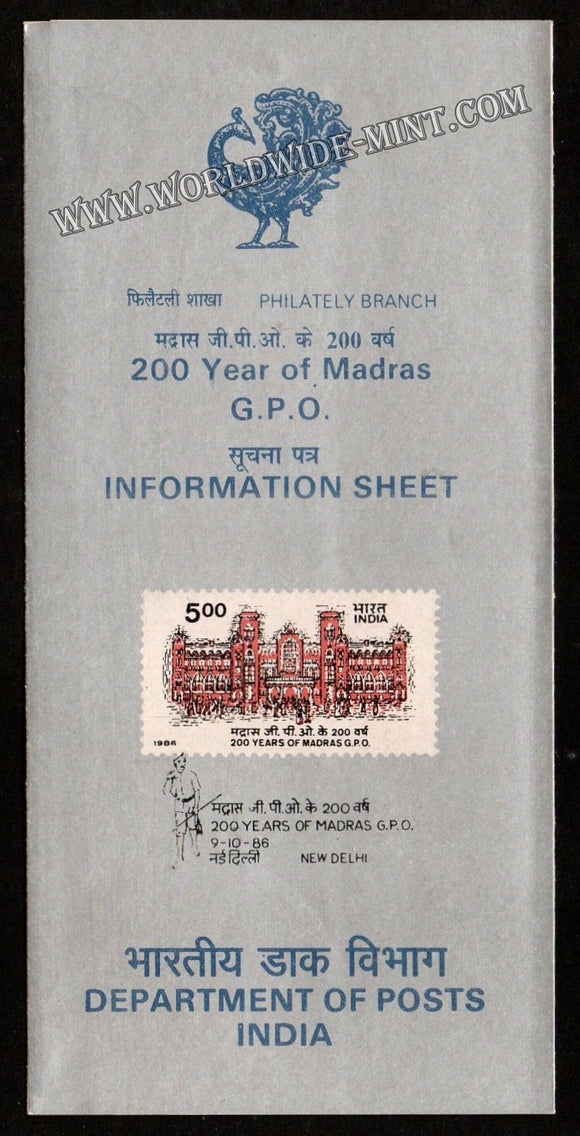 WWW.WORLDWIDE-MINT.COM
फिलैटली शाखा PHILATELY BRANCH
मद्रास जी.पी.ओ. के 200 वर्ष
200 Year of Madras
G.P.O.
सूचना पत्र
INFORMATION SHEET
5.00 भारत
INDIA
मद्रास जी. पी. ओ. के 200 वर्ष
1986 200 YEARS OF MADRAS G.P.O.
मद्रास जी. पी. ओ. के 200 वर्ष
200 YEARS OF MADRAS G.P.O.
9-10-86
नई दिल्ली NEW DELHI
भारतीय डाक विभाग
DEPARTMENT OF POSTS
INDIA